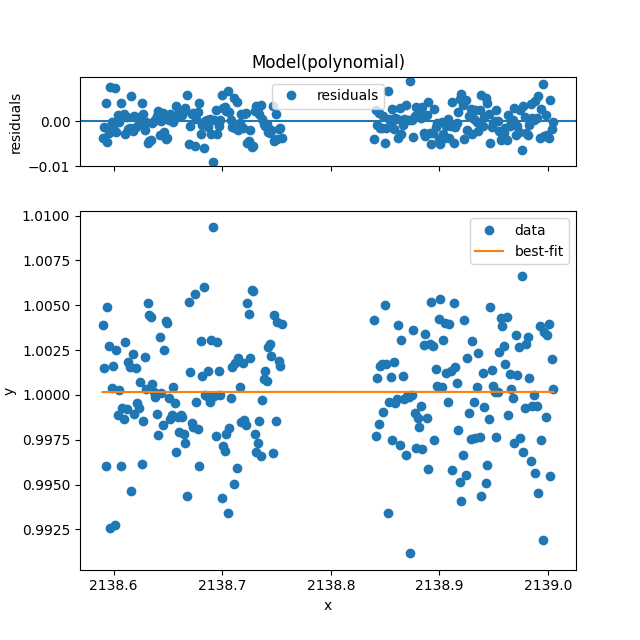 Model(polynomial)
residuals
0.00
−0.01
residuals
1.0100
1.0075
1.0050
1.0025
1.0000
0.9975
0.9950
0.9925
y
data
best-fit
2138.6 2138.7 2138.8 2138.9 2139.0
x